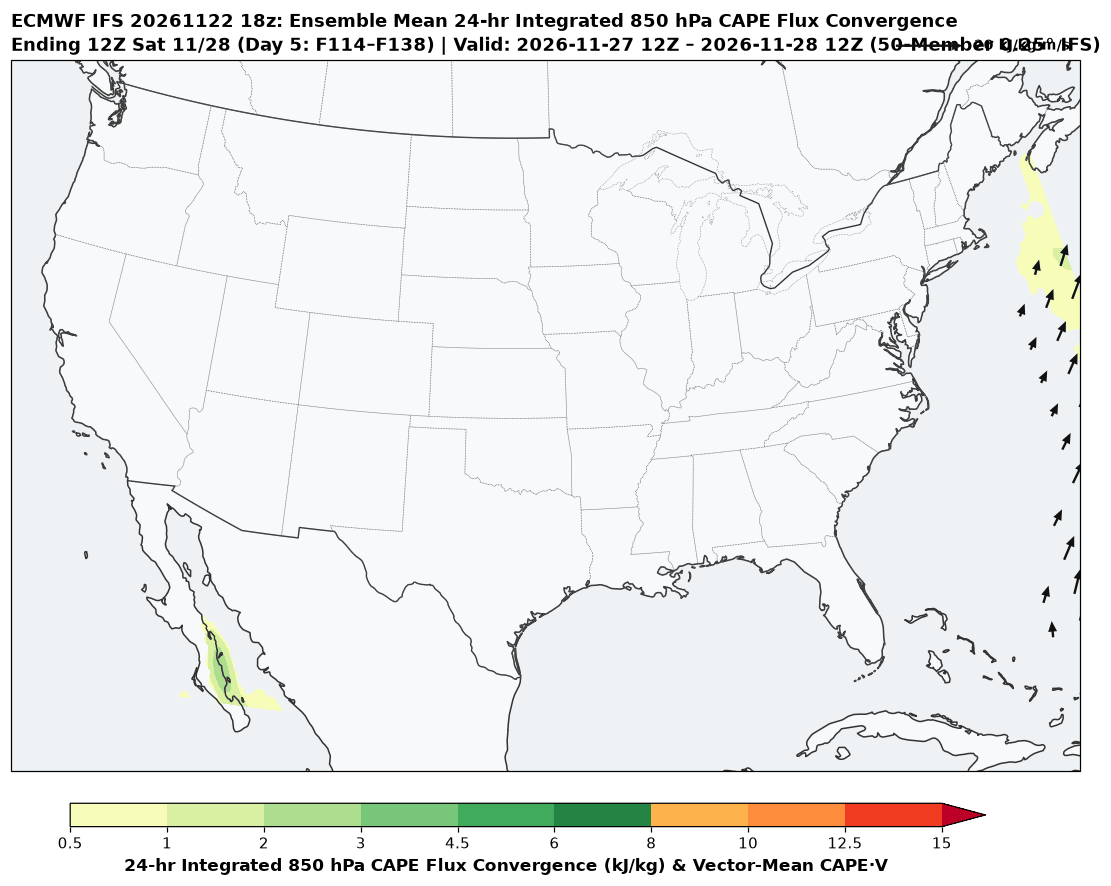 ECMWF IFS 20261122 18z: Ensemble Mean 24-hr Integrated 850 hPa CAPE Flux Convergence
Ending 12Z Sat 11/28 (Day 5: F114–F138) | Valid: 2026-11-27 12Z – 2026-11-28 12Z (50-Member 0.25° IFS)
0.5 1 2 3 4.5 6 8 10 12.5 15
24-hr Integrated 850 hPa CAPE Flux Convergence (kJ/kg) & Vector-Mean CAPE·V